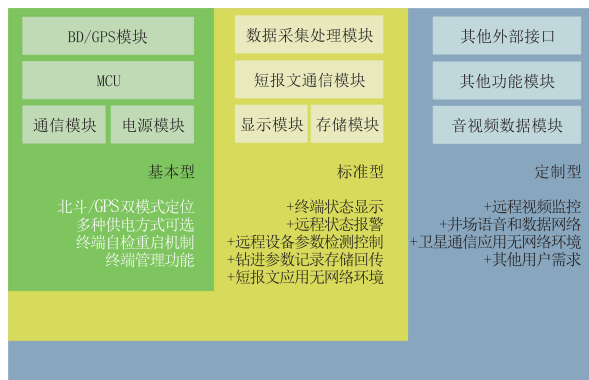 BD/GPS模块
MCU
通信模块
电源模块
基本型
北斗/GPS双模式定位
多种供电方式可选
终端自检重启机制
终端管理功能
数据采集处理模块
短报文通信模块
显示模块
存储模块
标准型
+终端状态显示
+远程状态报警
+远程设备参数检测控制
+钻进参数记录存储回传
+短报文应用无网络环境
其他外部接口
其他功能模块
音视频数据模块
定制型
+远程视频监控
+井场语音和数据网络
+卫星通信应用无网络环境
+其他用户需求